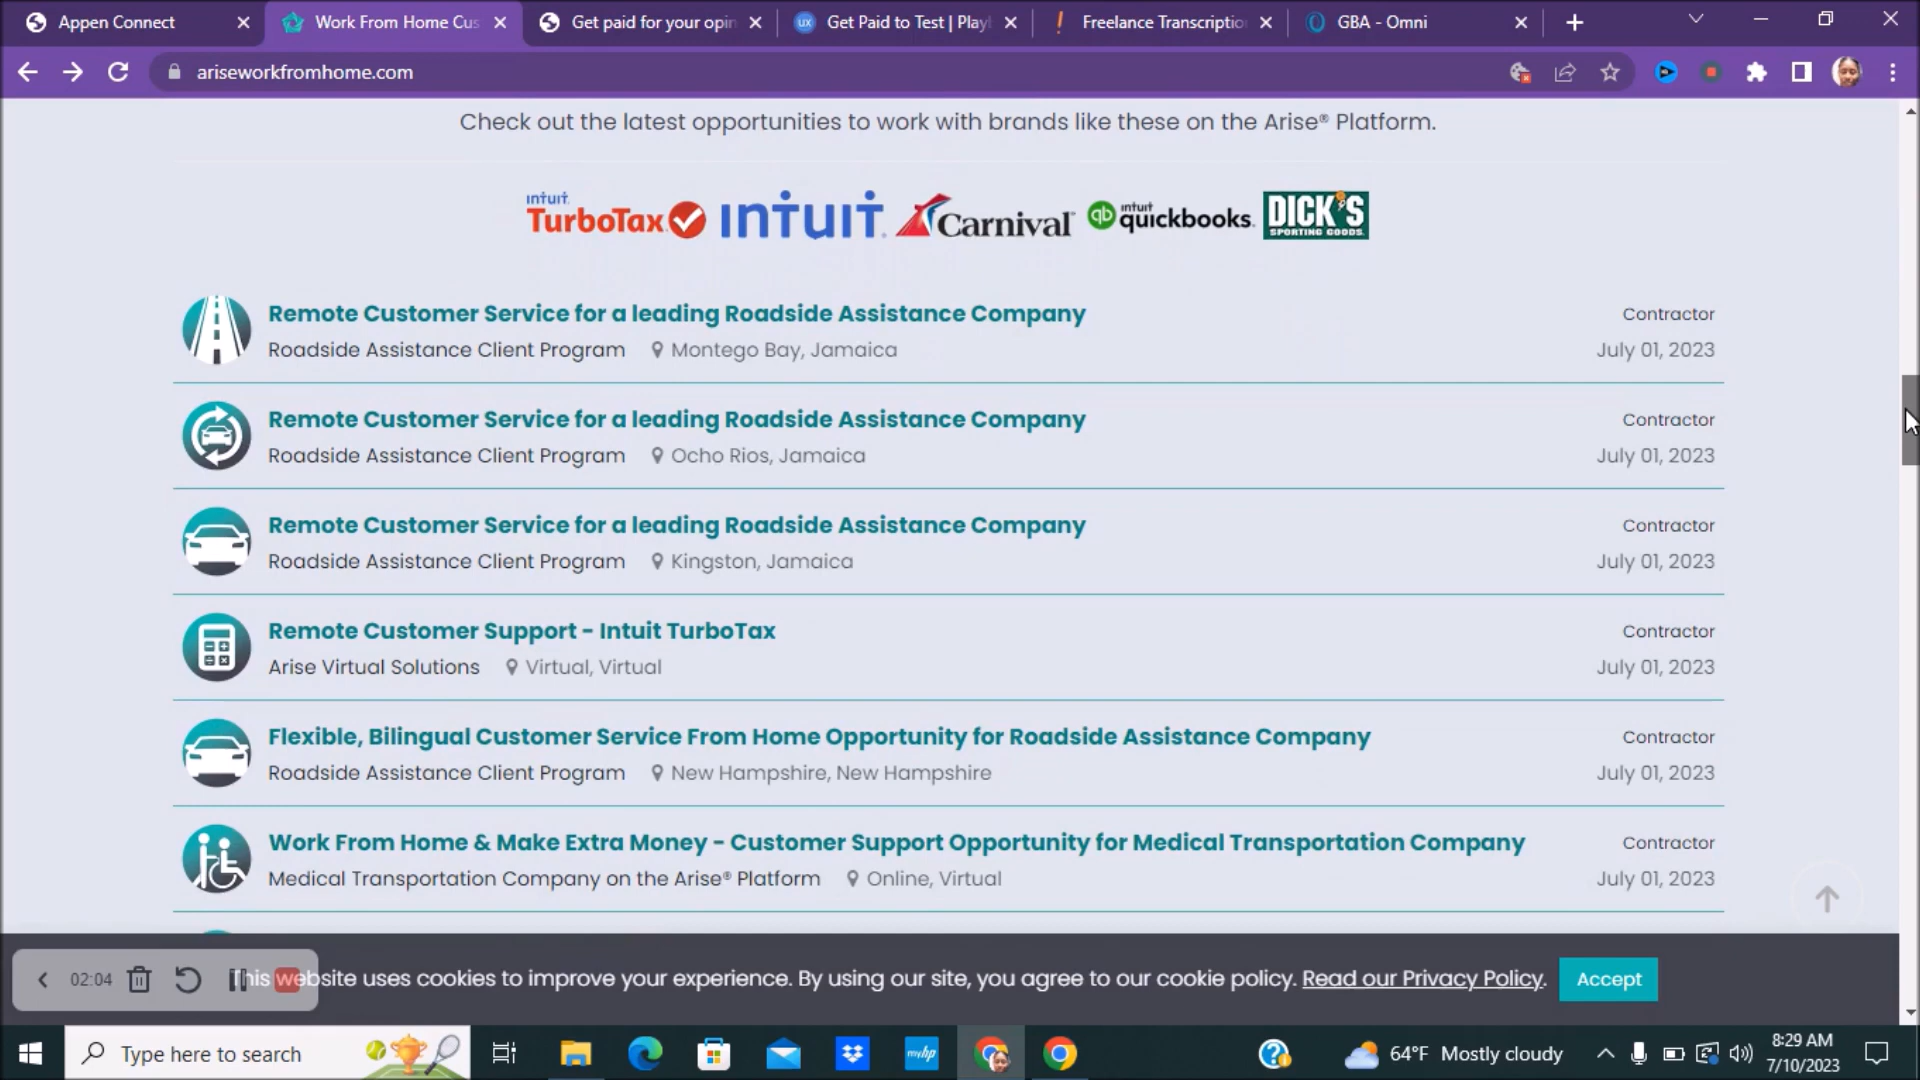 Appen Connect
Work From Home Cus
Get paid for your opin
Get Paid to Test | Playb
Freelance Transcriptio
GBA - Omni
ariseworkfromhome.com
Check out the latest opportunities to work with brands like these on the Arise® Platform.
intuit TurboTax
INTUIT
Carnival
qb intuit quickbooks.
DICK'S SPORTING GOODS
Remote Customer Service for a leading Roadside Assistance Company
Contractor
Roadside Assistance Client Program Montego Bay, Jamaica
July 01, 2023
Remote Customer Service for a leading Roadside Assistance Company
Contractor
Roadside Assistance Client Program Ocho Rios, Jamaica
July 01, 2023
Remote Customer Service for a leading Roadside Assistance Company
Contractor
Roadside Assistance Client Program Kingston, Jamaica
July 01, 2023
Remote Customer Support - Intuit TurboTax
Contractor
Arise Virtual Solutions Virtual, Virtual
July 01, 2023
Flexible, Bilingual Customer Service From Home Opportunity for Roadside Assistance Company
Contractor
Roadside Assistance Client Program New Hampshire, New Hampshire
July 01, 2023
Work From Home & Make Extra Money - Customer Support Opportunity for Medical Transportation Company
Contractor
Medical Transportation Company on the Arise® Platform Online, Virtual
July 01, 2023
02:04
This website uses cookies to improve your experience. By using our site, you agree to our cookie policy. Read our Privacy Policy.
Accept
Type here to search
myhp
64°F Mostly cloudy
8:29 AM
7/10/2023